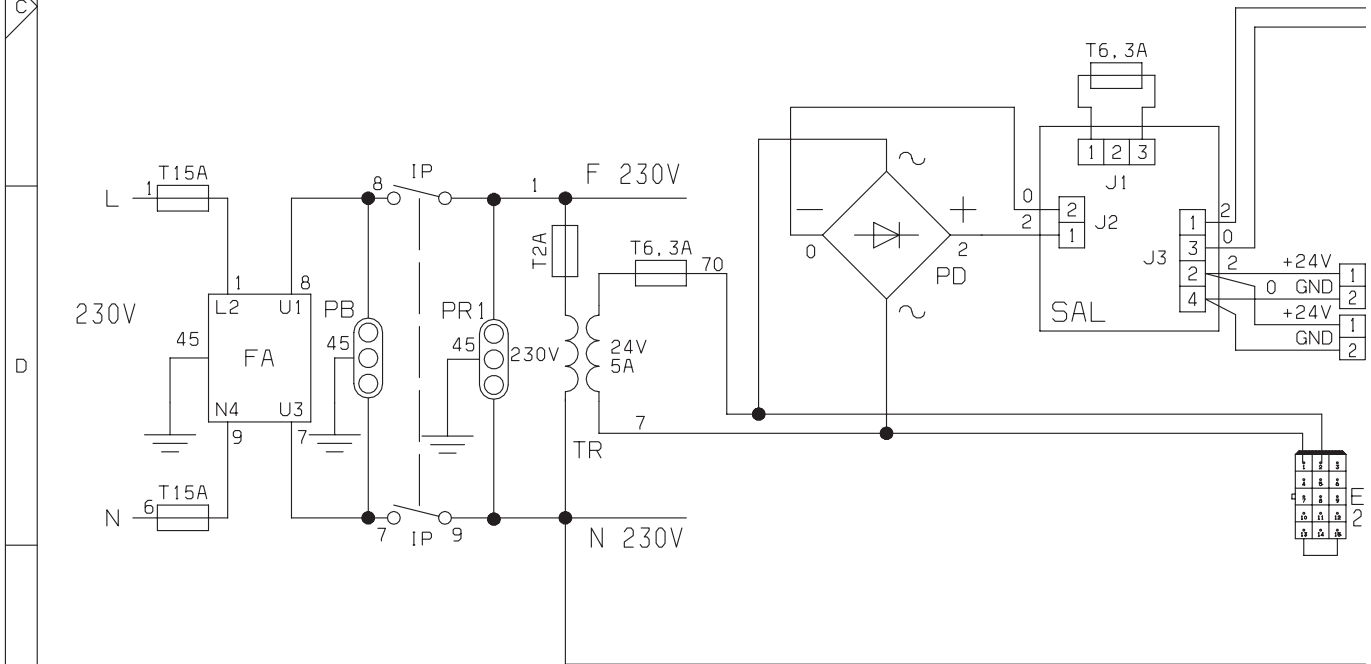 C
T6,3A
1 2 3
J1
T15A
8 IP
1 F 230V
L 1
0
2 J2
2 1
2
1
0
3
J3
2
2
4
+24V 1
0 GND 2
+24V 1
GND 2
SAL
0 2
PD
T2A
T6,3A
70
1 8
L2 U1
230V
45
FA
PB
45
PR1
45
230V
24V
5A
D
N4 U3
9 7
7
TR
T15A
N 6
7 IP 9
N 230V
E
2